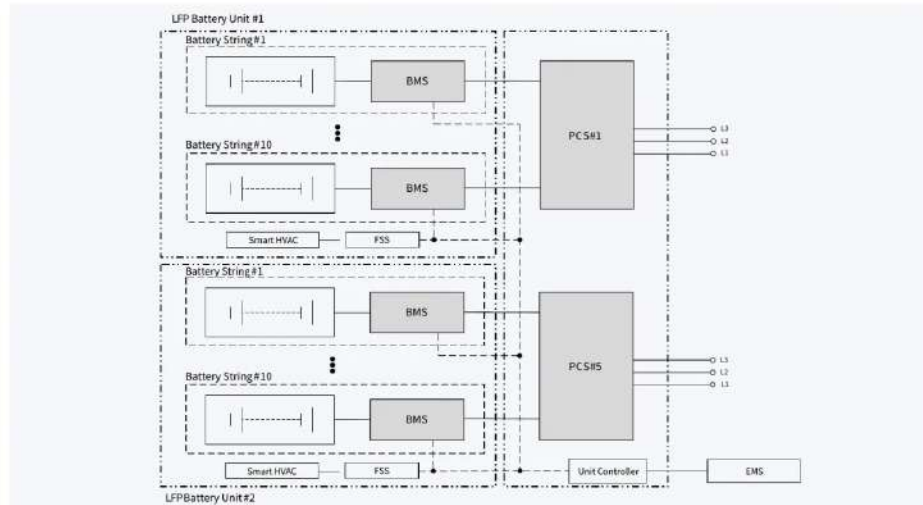 LFP Battery Unit #1
Battery String#1
BMS
PCS#1
L3
L2
L1
Battery String #10
BMS
Smart HVAC
FSS
Battery String #1
BMS
PCS#5
L3
L2
L1
Battery String #10
BMS
Smart HVAC
FSS
Unit Controller
EMS
LFPBattery Unit#2